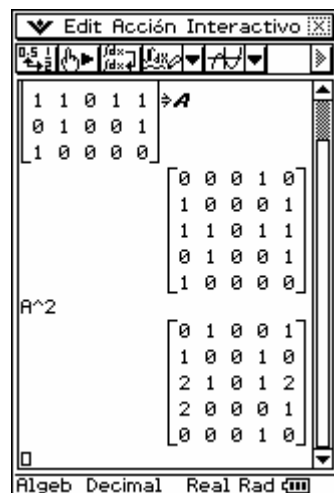 Edit Acción Interactivo
1 1 0 1 1 ⇒A
0 1 0 0 1
1 0 0 0 0
0 0 0 1 0
1 0 0 0 1
1 1 0 1 1
0 1 0 0 1
1 0 0 0 0
A^2
0 1 0 0 1
1 0 0 1 0
2 1 0 1 2
2 0 0 0 1
0 0 0 1 0
Algeb Decimal Real Rad